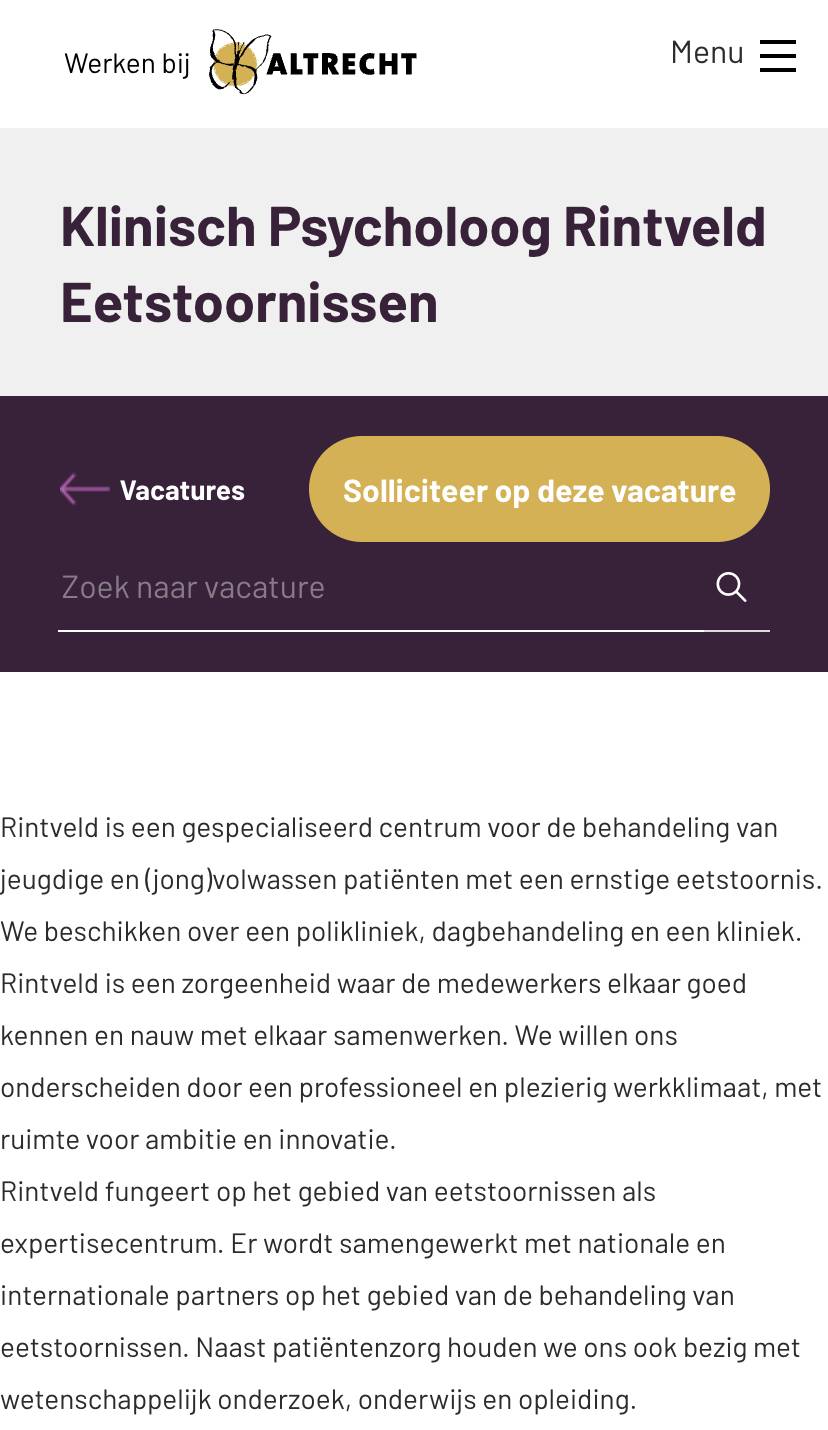 Werken bij ALTRECHT
Menu
Klinisch Psycholoog Rintveld
Eetstoornissen
Vacatures
Solliciteer op deze vacature
Zoek naar vacature
Rintveld is een gespecialiseerd centrum voor de behandeling van
jeugdige en (jong)volwassen patiënten met een ernstige eetstoornis.
We beschikken over een polikliniek, dagbehandeling en een kliniek.
Rintveld is een zorgeenheid waar de medewerkers elkaar goed
kennen en nauw met elkaar samenwerken. We willen ons
onderscheiden door een professioneel en plezierig werkklimaat, met
ruimte voor ambitie en innovatie.
Rintveld fungeert op het gebied van eetstoornissen als
expertisecentrum. Er wordt samengewerkt met nationale en
internationale partners op het gebied van de behandeling van
eetstoornissen. Naast patiëntenzorg houden we ons ook bezig met
wetenschappelijk onderzoek, onderwijs en opleiding.